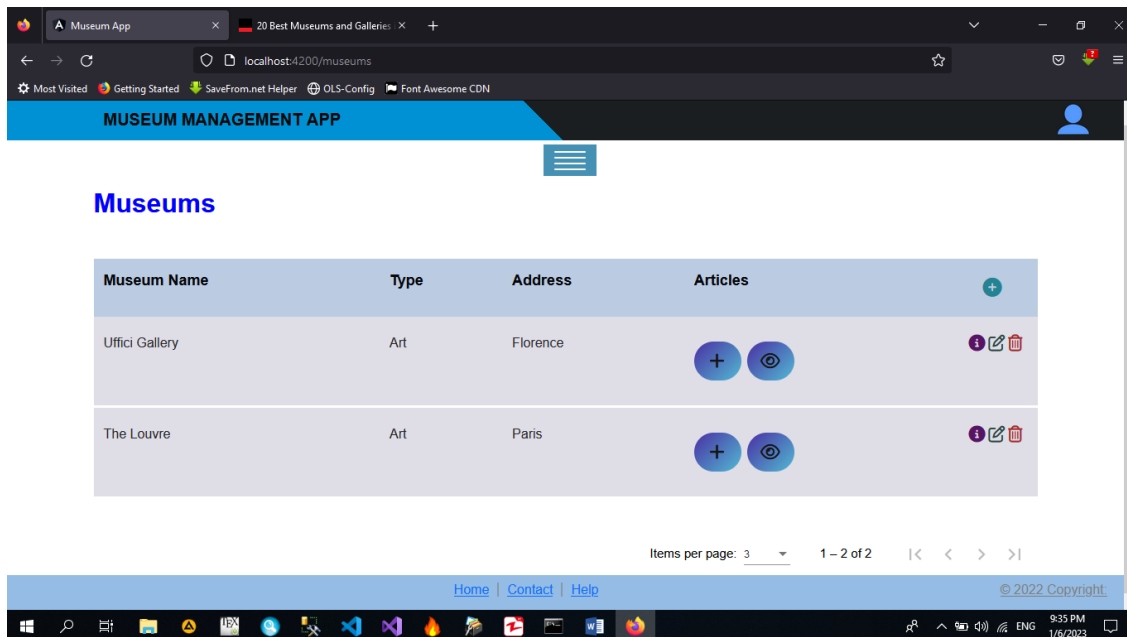 Museum App
20 Best Museums and Galleries
localhost:4200/museums
Most Visited Getting Started SaveFrom.net Helper OLS-Config Font Awesome CDN
MUSEUM MANAGEMENT APP
Museums
Museum Name Type Address Articles
Uffici Gallery Art Florence
The Louvre Art Paris
Items per page: 3 1 – 2 of 2
Home | Contact | Help © 2022 Copyright:
ENG 9:35 PM
1/6/2023